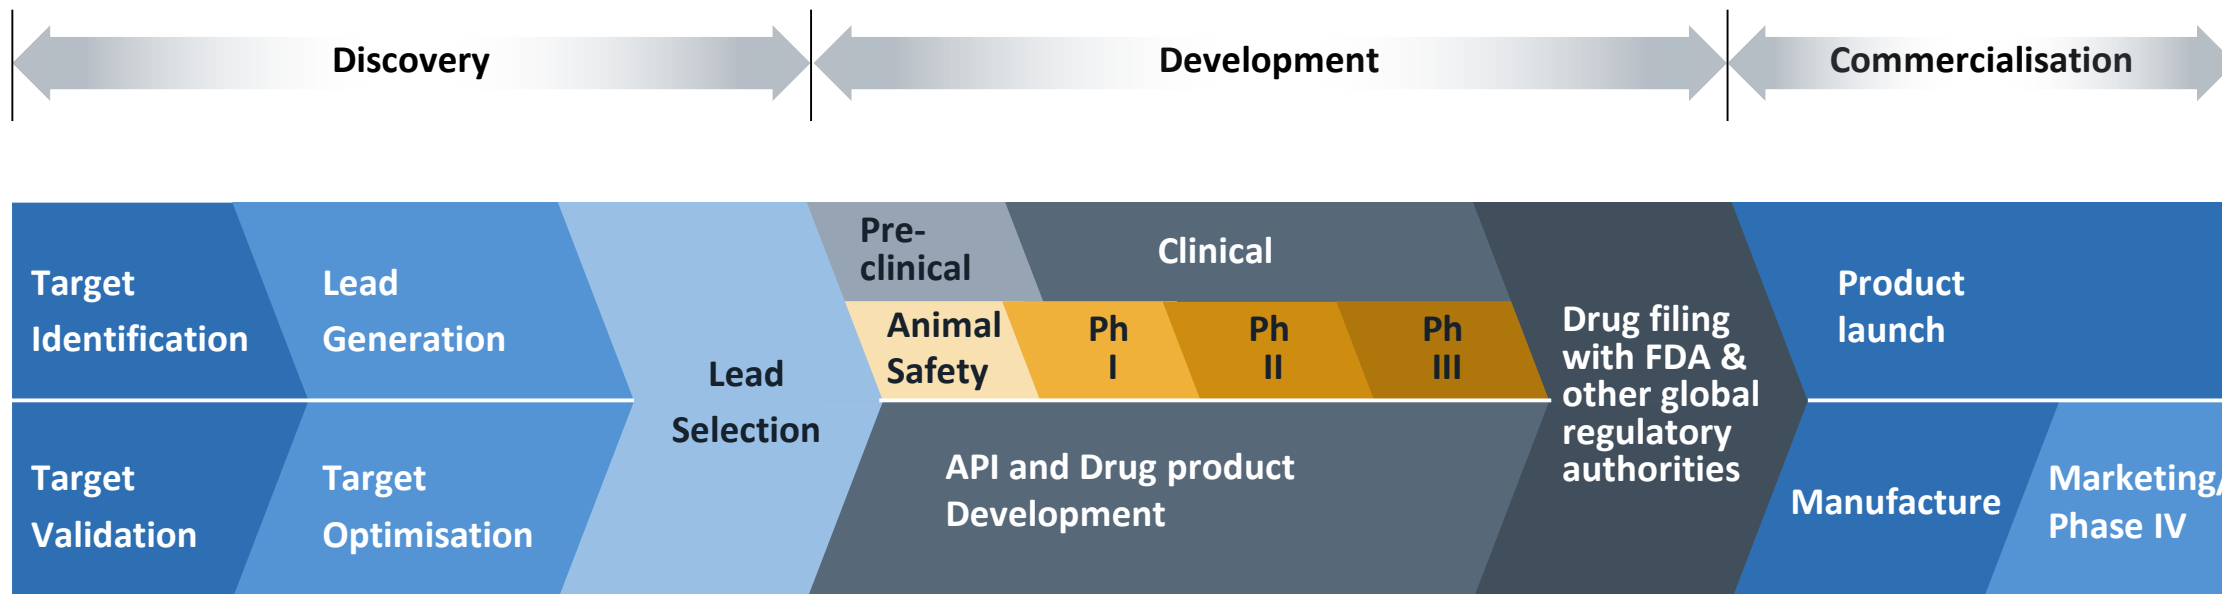 Discovery
Development
Commercialisation
Target
Identification
Lead
Generation
Target
Validation
Target
Optimisation
Lead
Selection
Pre-
clinical
Clinical
Animal
Safety
Ph
I
Ph
II
Ph
III
API and Drug product
Development
Drug filing
with FDA &
other global
regulatory
authorities
Product
launch
Manufacture
Marketing/
Phase IV